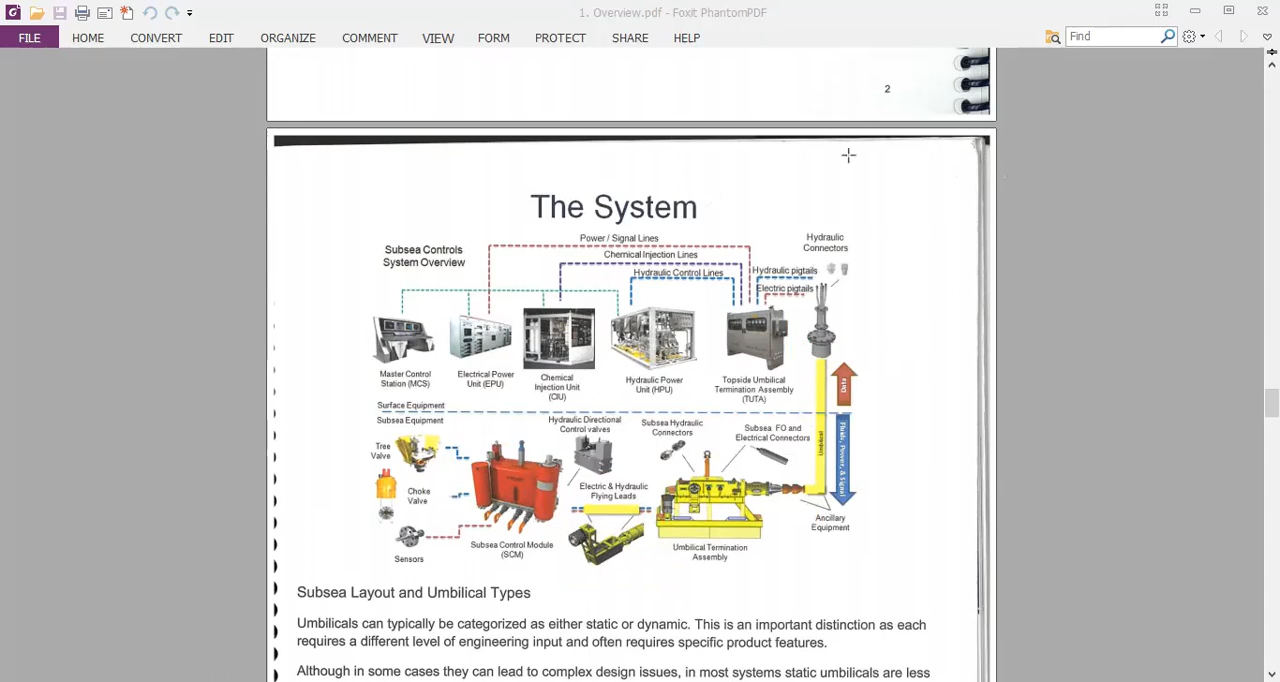 1. Overview.pdf - Foxit PhantomPDF
FILE HOME CONVERT EDIT ORGANIZE COMMENT VIEW FORM PROTECT SHARE HELP Find
2
The System
Subsea Controls
System Overview
Power / Signal Lines
Chemical Injection Lines
Hydraulic Control Lines
Hydraulic
Connectors
Hydraulic pigtails
Electric pigtails
Master Control
Station (MCS)
Electrical Power
Unit (EPU)
Chemical
Injection Unit
(CIU)
Hydraulic Power
Unit (HPU)
Topside Umbilical
Termination Assembly
(TUTA)
Data
Surface Equipment
Subsea Equipment
Tree
Valve
Choke
Valve
Sensors
Subsea Control Module
(SCM)
Hydraulic Directional
Control valves
Electric & Hydraulic
Flying Leads
Subsea Hydraulic
Connectors
Subsea FO and
Electrical Connectors
Umbilical Termination
Assembly
Umbilical
Fluids, Power, & Signal
Ancillary
Equipment
Subsea Layout and Umbilical Types
Umbilicals can typically be categorized as either static or dynamic. This is an important distinction as each
requires a different level of engineering input and often requires specific product features.
Although in some cases they can lead to complex design issues, in most systems static umbilicals are less